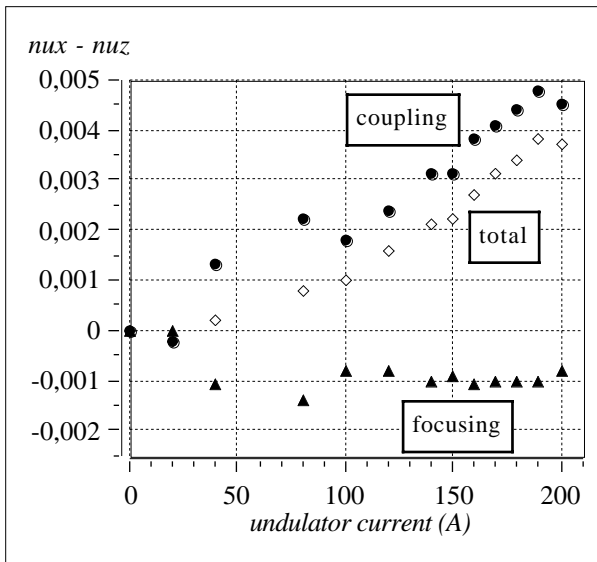 nux - nuz
0,005
coupling
0,004
0,003
total
0,002
0,001
0
-0,001
focusing
-0,002
0 50 100 150 200
undulator current (A)